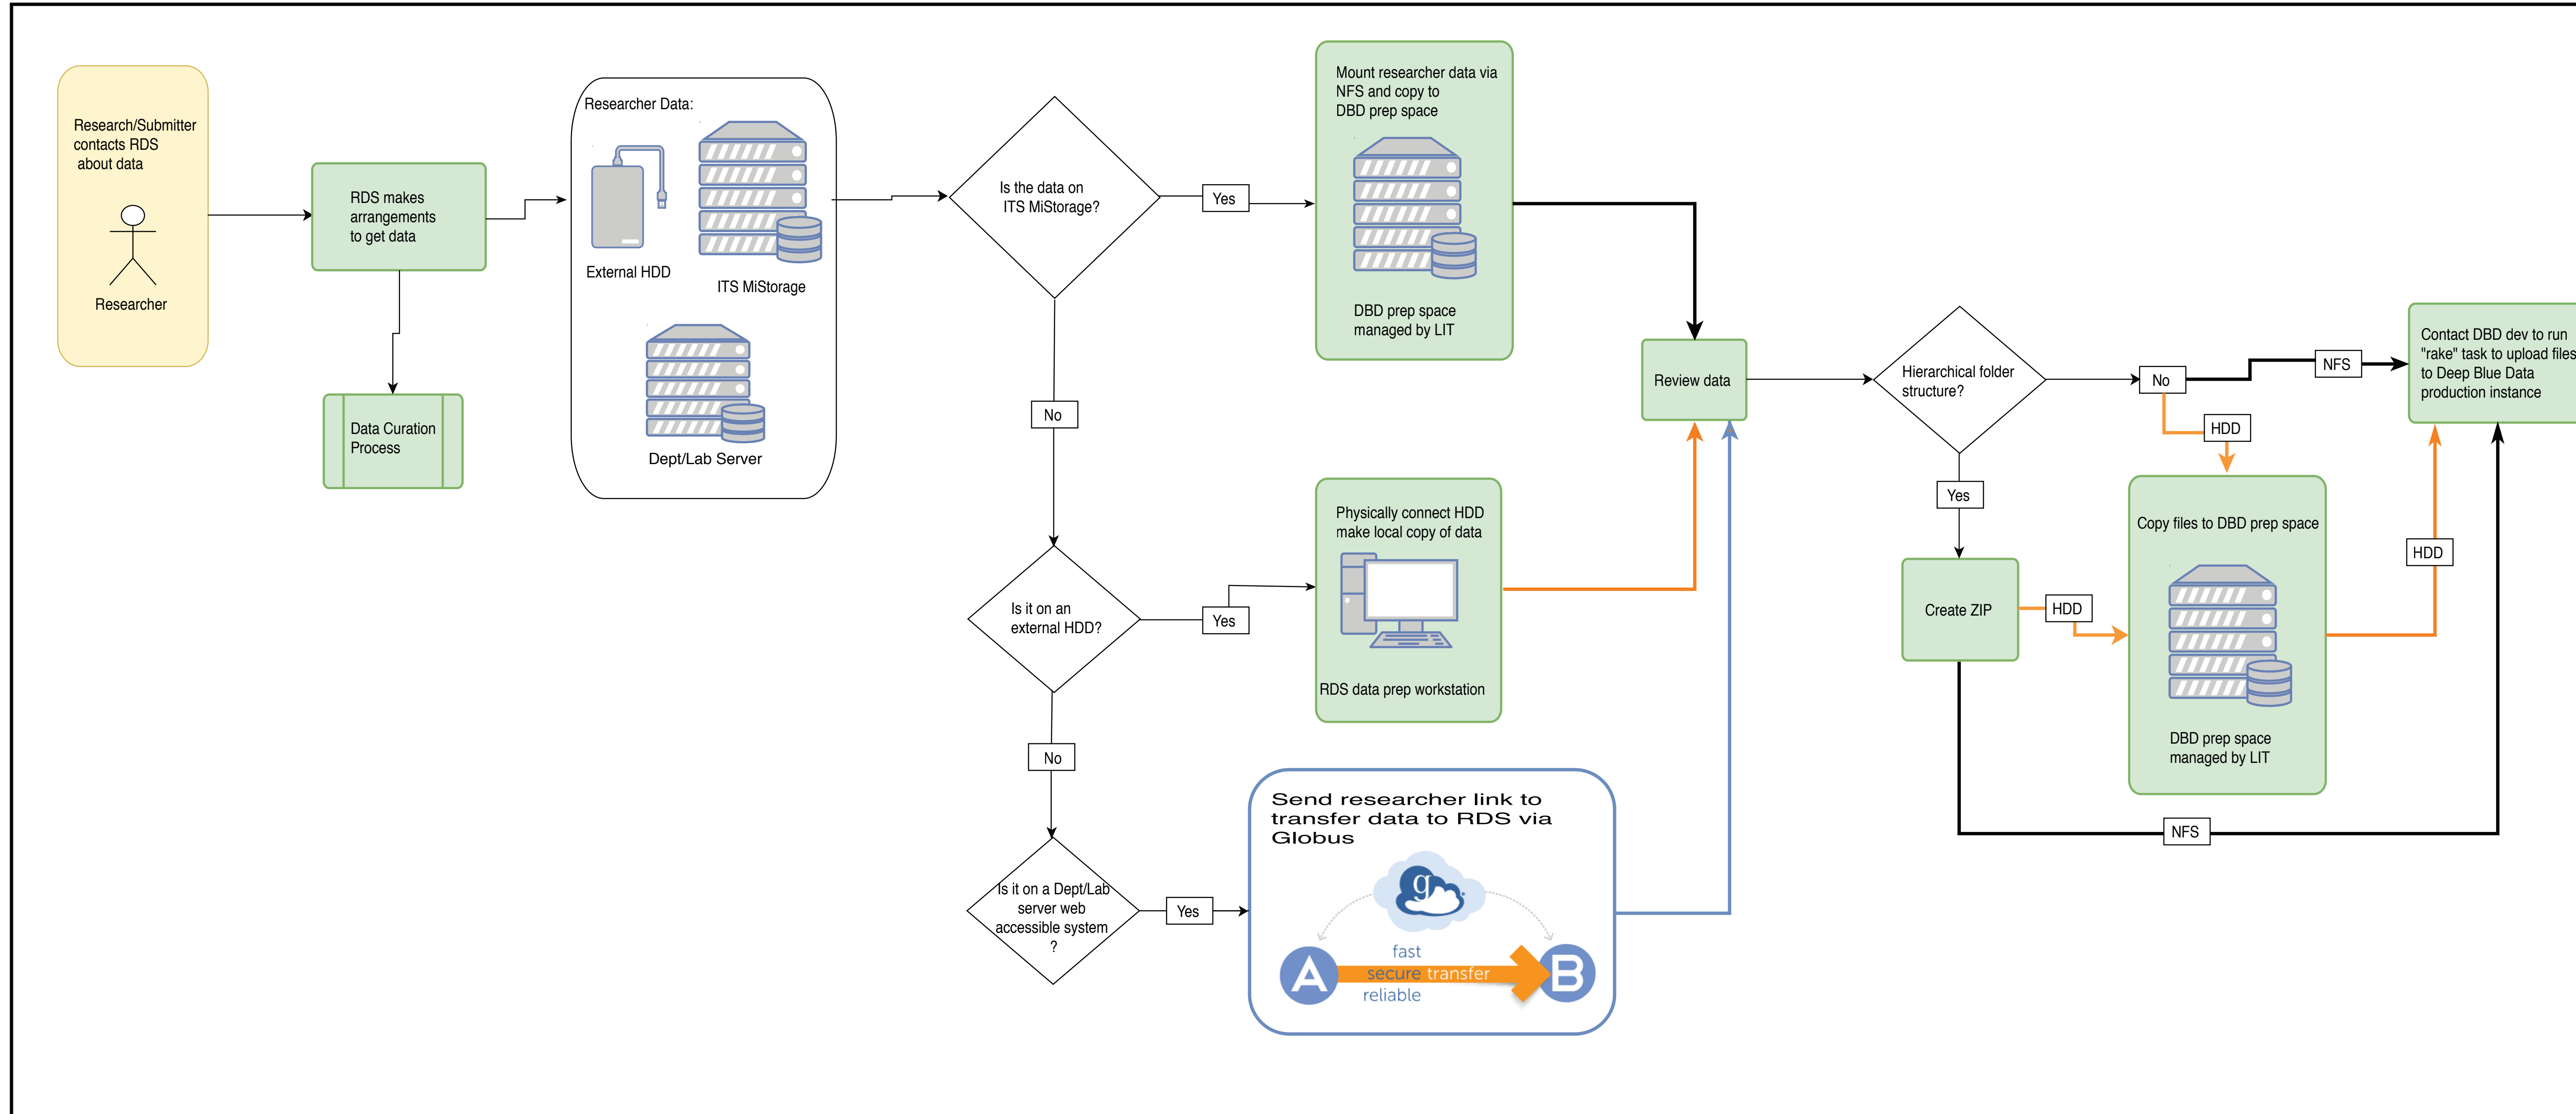 Research/Submitter
contacts RDS
about data
Researcher
RDS makes
arrangements
to get data
Data Curation
Process
Researcher Data:
External HDD
ITS MiStorage
Dept/Lab Server
Is the data on
ITS MiStorage?
Yes
No
Mount researcher data via
NFS and copy to
DBD prep space
DBD prep space
managed by LIT
Is it on an
external HDD?
Yes
No
Physically connect HDD
make local copy of data
RDS data prep workstation
Is it on a Dept/Lab
server web
accessible system
?
Yes
Send researcher link to
transfer data to RDS via
Globus
g
A
fast
secure transfer
reliable
B
Review data
Hierarchical folder
structure?
No
NFS
HDD
Yes
Create ZIP
HDD
Copy files to DBD prep space
DBD prep space
managed by LIT
HDD
NFS
Contact DBD dev to run
"rake" task to upload files
to Deep Blue Data
production instance